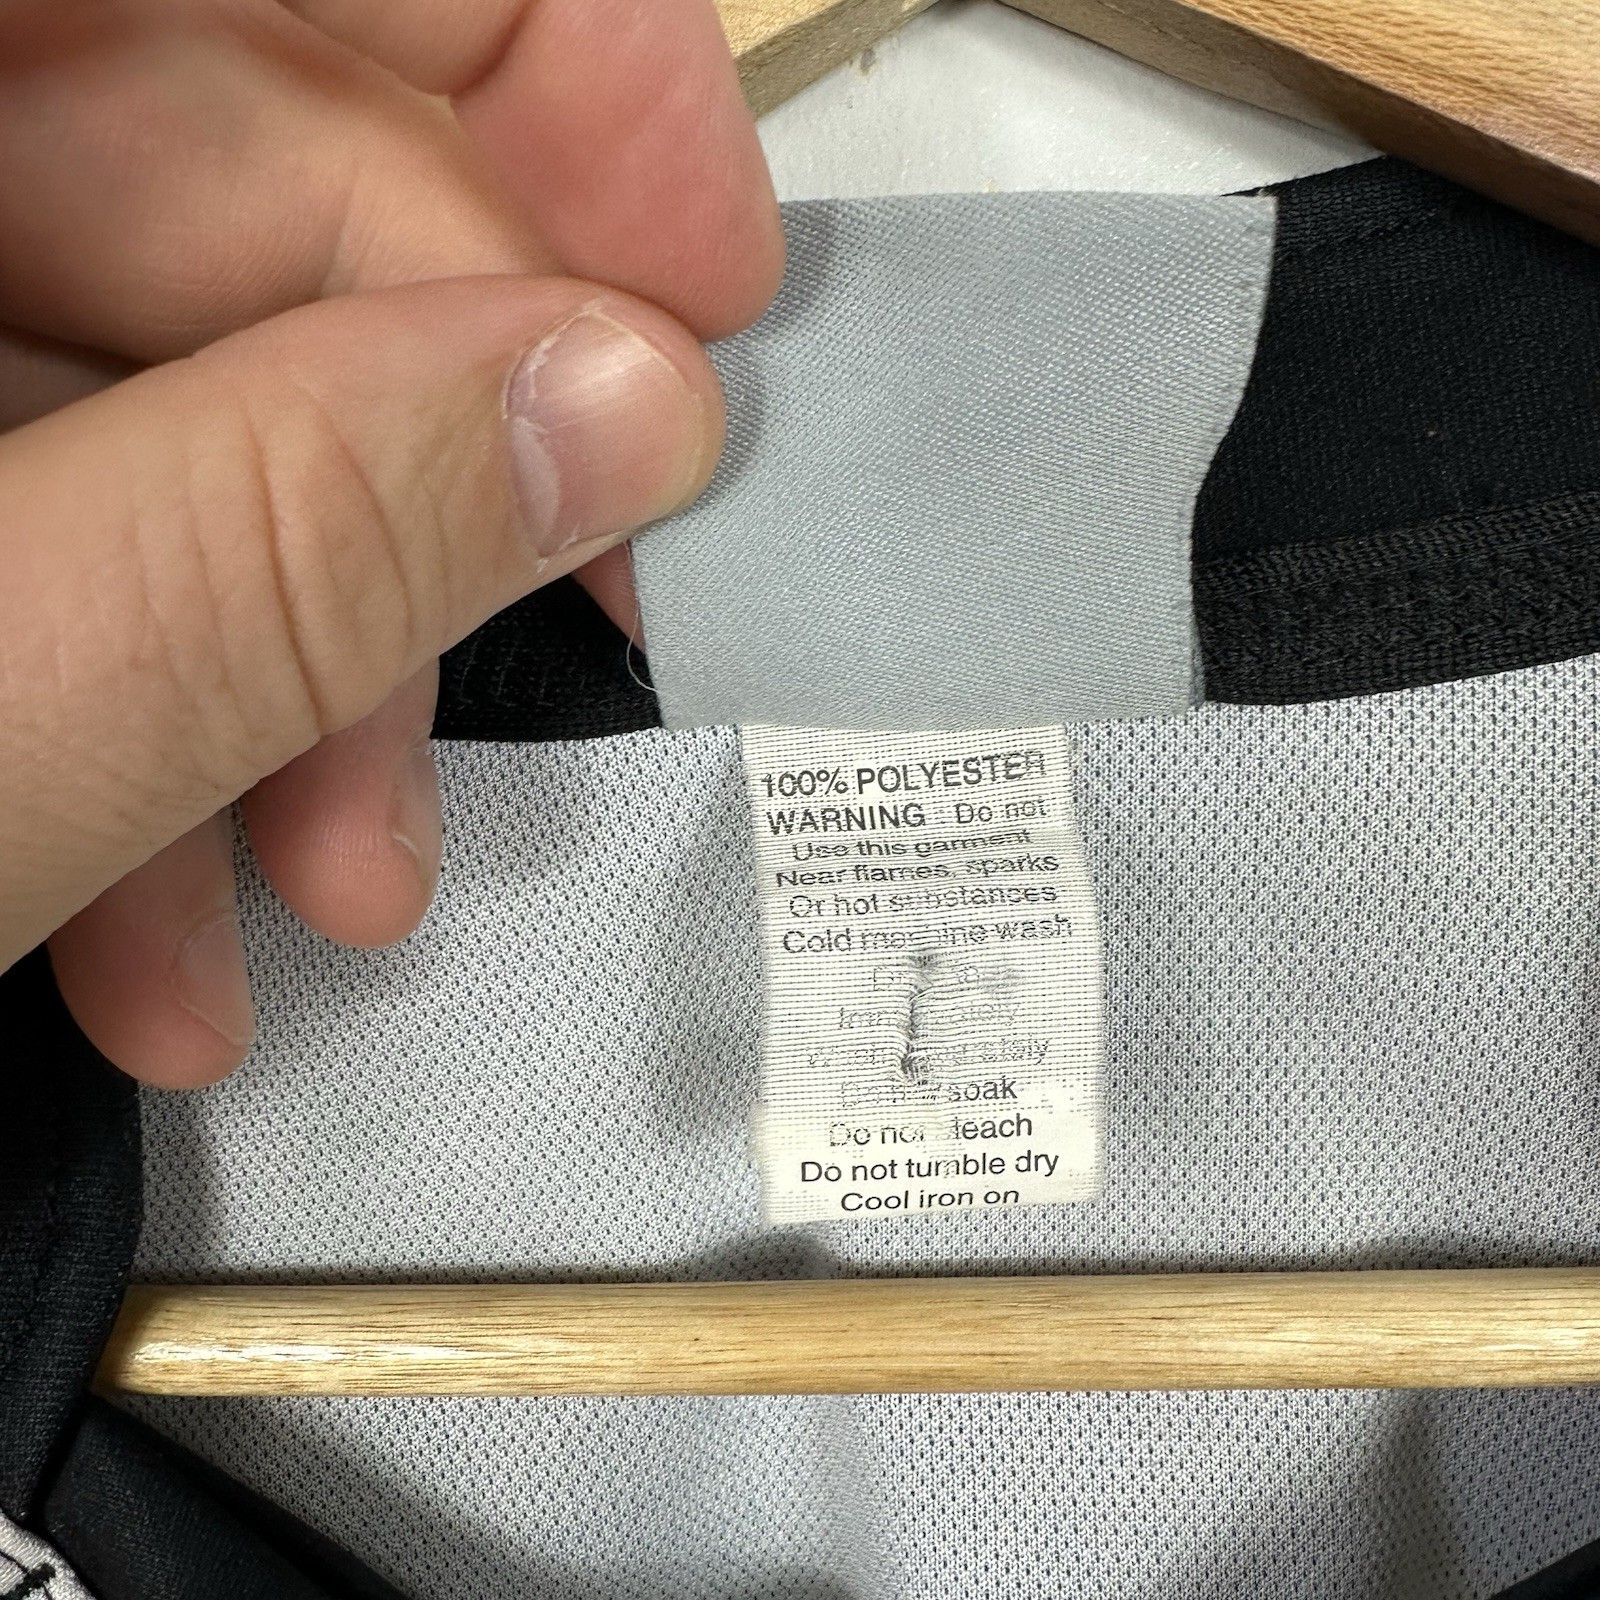 100% POLYESTER
WARNING : Do not
Use this garment
Near flames, sparks
Or hot substances
Cold machine wash
soak
Do not bleach
Do not tumble dry
Cool iron on